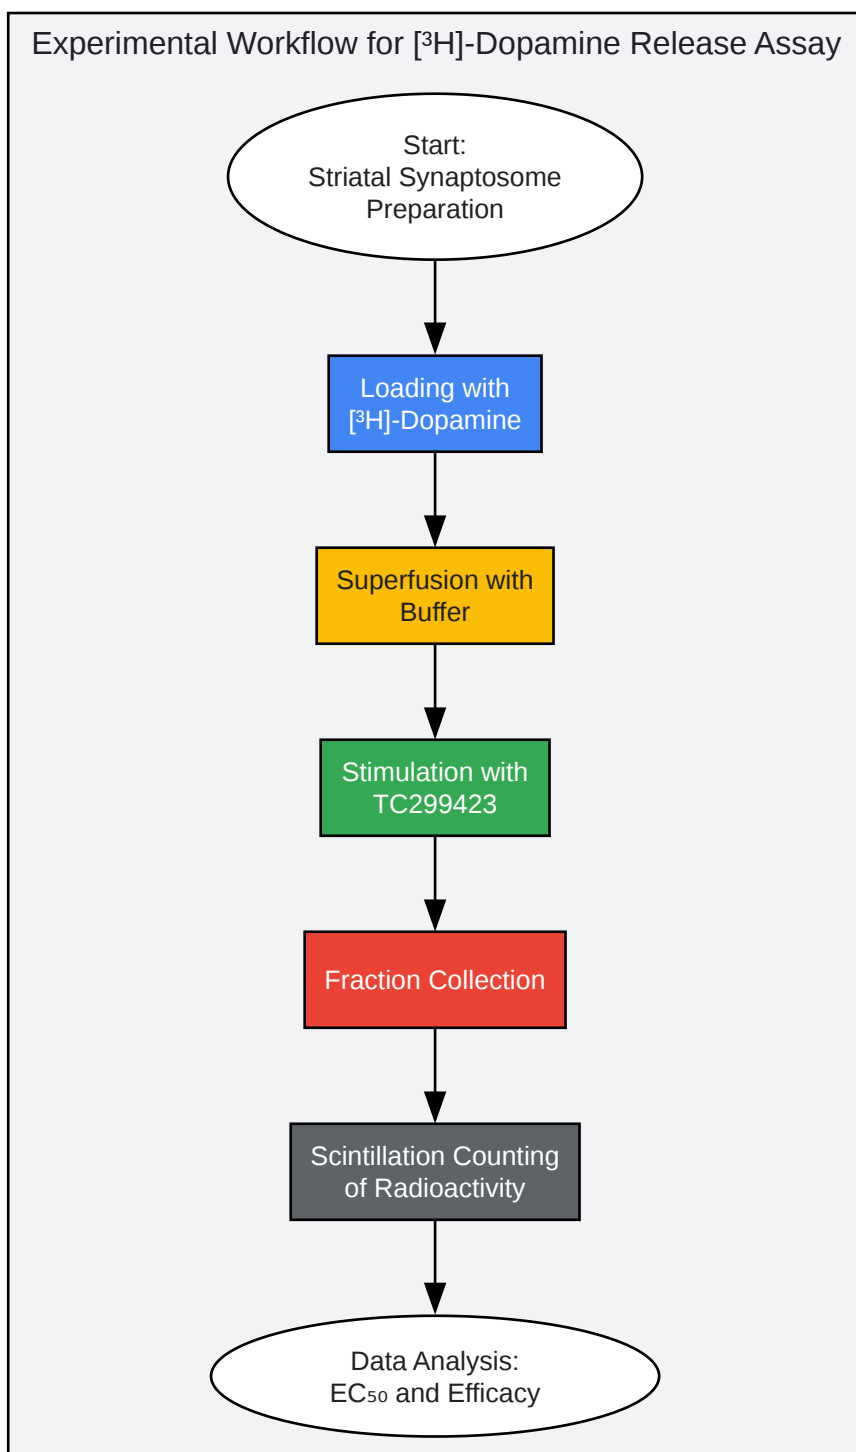 Experimental Workflow for [³H]-Dopamine Release Assay
Start:
Striatal Synaptosome
Preparation
Loading with
[³H]-Dopamine
Superfusion with
Buffer
Stimulation with
TC299423
Fraction Collection
Scintillation Counting
of Radioactivity
Data Analysis:
EC₅₀ and Efficacy